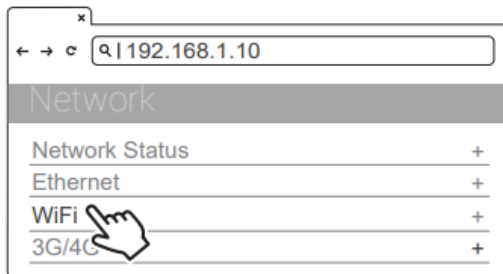 192.168.1.10
Network
Network Status +
Ethernet +
WiFi +
3G/4G +